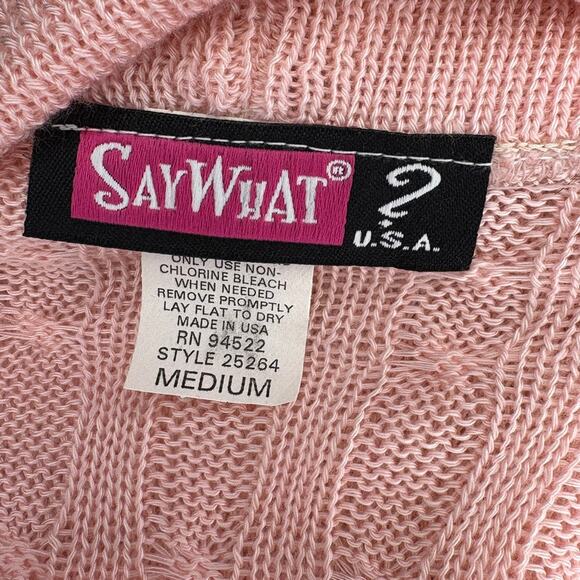 SAYWHAT® ?
U.S.A.
ONLY USE NON-
CHLORINE BLEACH
WHEN NEEDED
REMOVE PROMPTLY
LAY FLAT TO DRY
MADE IN USA
RN 94522
STYLE 25264
MEDIUM